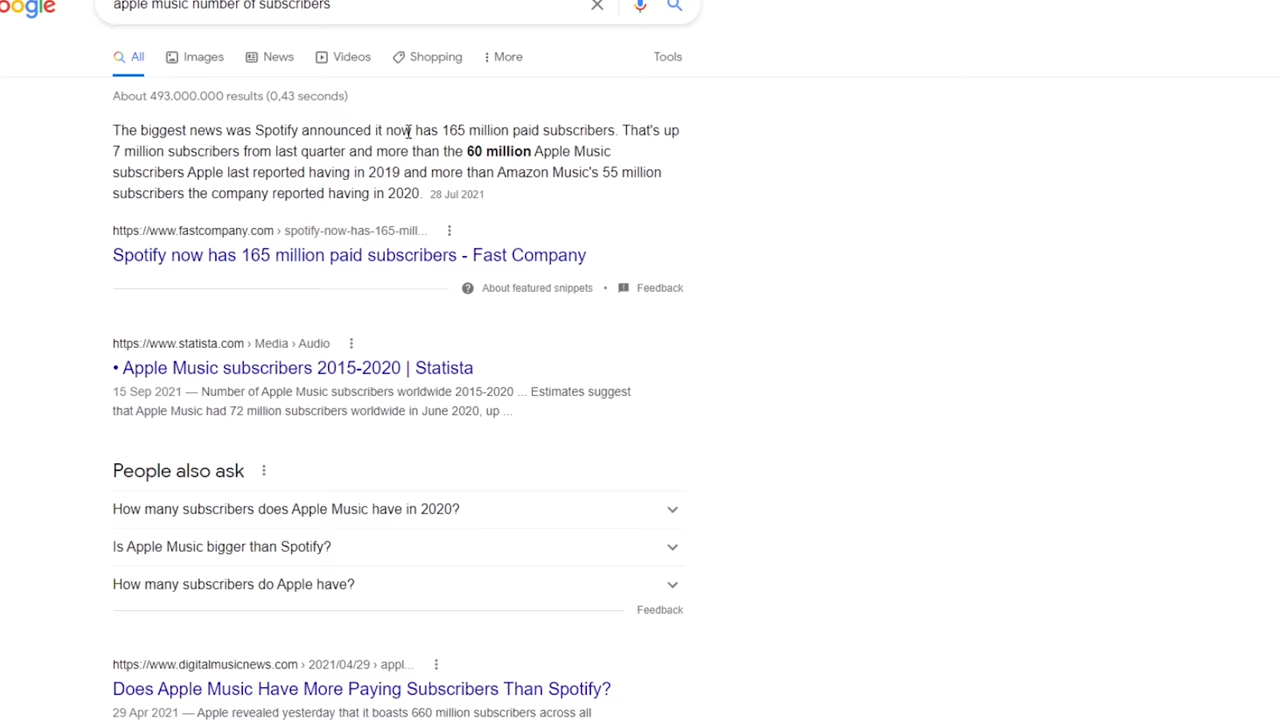 oogle
apple music number of subscribers
All Images News Videos Shopping More Tools
About 493.000.000 results (0,43 seconds)
The biggest news was Spotify announced it now has 165 million paid subscribers. That's up
7 million subscribers from last quarter and more than the 60 million Apple Music
subscribers Apple last reported having in 2019 and more than Amazon Music's 55 million
subscribers the company reported having in 2020. 28 Jul 2021
https://www.fastcompany.com › spotify-now-has-165-mill...
Spotify now has 165 million paid subscribers - Fast Company
About featured snippets • Feedback
https://www.statista.com › Media › Audio
• Apple Music subscribers 2015-2020 | Statista
15 Sep 2021 — Number of Apple Music subscribers worldwide 2015-2020 ... Estimates suggest
that Apple Music had 72 million subscribers worldwide in June 2020, up ...
People also ask
How many subscribers does Apple Music have in 2020?
Is Apple Music bigger than Spotify?
How many subscribers do Apple have?
Feedback
https://www.digitalmusicnews.com › 2021/04/29 › appl...
Does Apple Music Have More Paying Subscribers Than Spotify?
29 Apr 2021 — Apple revealed yesterday that it boasts 660 million subscribers across all